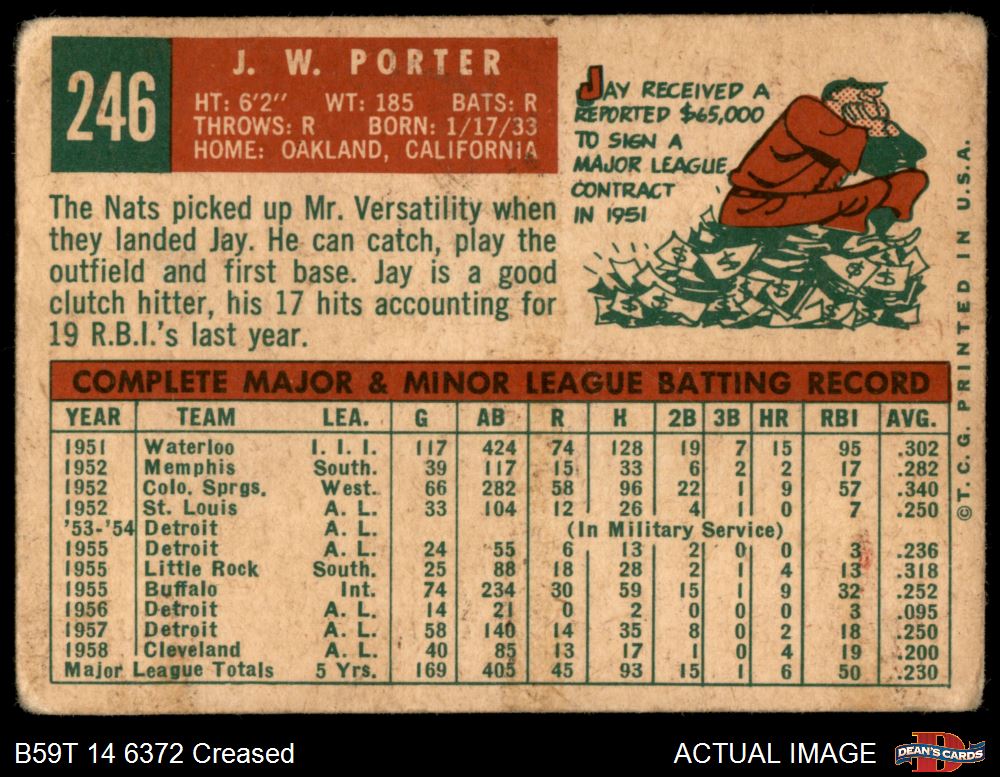 246
J. W. PORTER
HT: 6'2" WT: 185 BATS: R
THROWS: R BORN: 1/17/33
HOME: OAKLAND, CALIFORNIA
JAY RECEIVED A
REPORTED $65,000
TO SIGN A
MAJOR LEAGUE
CONTRACT
IN 1951
The Nats picked up Mr. Versatility when
they landed Jay. He can catch, play the
outfield and first base. Jay is a good
clutch hitter, his 17 hits accounting for
19 R.B.I.'s last year.
COMPLETE MAJOR & MINOR LEAGUE BATTING RECORD
YEAR TEAM LEA. G AB R H 2B 3B HR RBI AVG.
1951 Waterloo I. I. I. 117 424 74 128 19 7 15 95 .302
1952 Memphis South. 39 117 15 33 6 2 2 17 .282
1952 Colo. Sprgs. West. 66 282 58 96 22 1 9 57 .340
1952 St. Louis A. L. 33 104 12 26 4 1 0 7 .250
'53-'54 Detroit A. L. (In Military Service)
1955 Detroit A. L. 24 55 6 13 2 0 0 3 .236
1955 Little Rock South. 25 88 18 28 2 1 4 13 .318
1955 Buffalo Int. 74 234 30 59 15 1 9 32 .252
1956 Detroit A. L. 14 21 0 2 0 0 0 3 .095
1957 Detroit A. L. 58 140 14 35 8 0 2 18 .250
1958 Cleveland A. L. 40 85 13 17 1 0 4 19 .200
Major League Totals 5 Yrs. 169 405 45 93 15 1 6 50 .230
©T. C. G. PRINTED IN U.S.A.
B59T 14 6372 Creased
ACTUAL IMAGE
DEAN'S CARDS